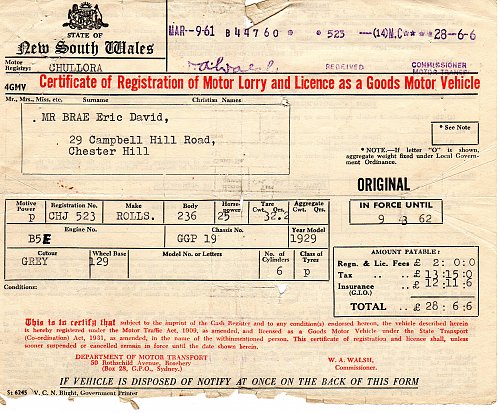 STATE OF
New South Wales
MAR--9-61 B44760 * * 523 ---(14)M.C * * * 28-6-6
Motor
Registry: CHULLORA
RECEIVED
COMMISSIONER
MOTOR TRANSPORT
Certificate of Registration of Motor Lorry and Licence as a Goods Motor Vehicle
4GMV
Mr., Mrs., Miss, etc. Surname Christian Names
MR BRAE Eric David,
29 Campbell Hill Road,
Chester Hill
* See Note
* NOTE.—If letter "O" is shown,
aggregate weight fixed under Local Government
Ordinance.
ORIGINAL
Motive Power Registration No. Make Body Horse-power Tare Cwt. Qrs. Aggregate Cwt. Qrs.
p CHJ 523 ROLLS. 236 25 32.2
IN FORCE UNTIL
9 3 62
Engine No. Chassis No. Year Model
B5E GGP 19 1929
Colour Wheel Base Model No. or Letters No. of Cylinders Class of Tyres
GREY 129 6 p
Conditions:
AMOUNT PAYABLE:
Regn. & Lic. Fees £ 2: 0:0
Tax .. .. £ 13:15:0
Insurance (G.I.O.) .. £ 12:11:6
TOTAL .. £ 28:6:6
This is to certify that subject to the imprint of the Cash Register and to any condition(s) endorsed hereon, the vehicle described herein
is hereby registered under the Motor Traffic Act, 1909, as amended, and licensed as a Goods Motor Vehicle under the State Transport
(Co-ordination) Act, 1931, as amended, in the name of the withinmentioned person. This certificate of registration and licence shall, unless
sooner suspended or cancelled remain in force until the date shown herein.
DEPARTMENT OF MOTOR TRANSPORT
50 Rothschild Avenue, Rosebery
(Box 28, G.P.O., Sydney.)
W. A. WALSH,
Commissioner.
IF VEHICLE IS DISPOSED OF NOTIFY AT ONCE ON THE BACK OF THIS FORM
St 6245 V. C. N. Blight, Government Printer